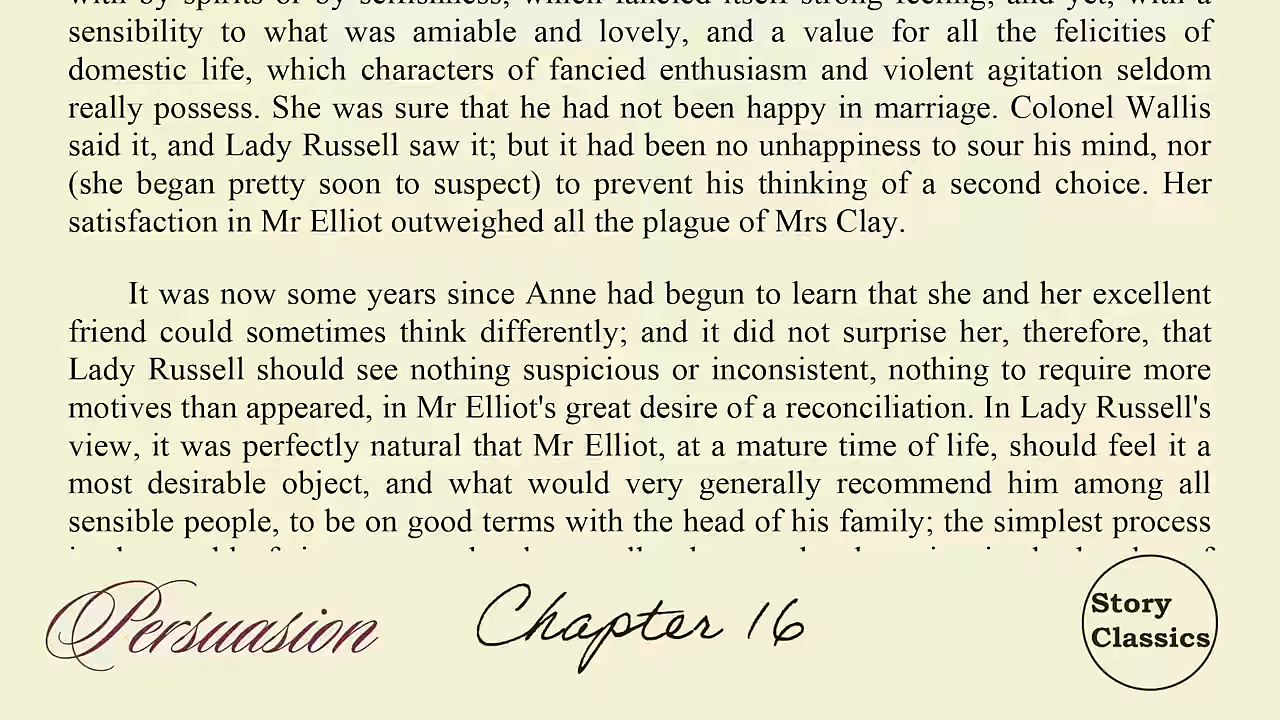 sensibility to what was amiable and lovely, and a value for all the felicities of
domestic life, which characters of fancied enthusiasm and violent agitation seldom
really possess. She was sure that he had not been happy in marriage. Colonel Wallis
said it, and Lady Russell saw it; but it had been no unhappiness to sour his mind, nor
(she began pretty soon to suspect) to prevent his thinking of a second choice. Her
satisfaction in Mr Elliot outweighed all the plague of Mrs Clay.
It was now some years since Anne had begun to learn that she and her excellent
friend could sometimes think differently; and it did not surprise her, therefore, that
Lady Russell should see nothing suspicious or inconsistent, nothing to require more
motives than appeared, in Mr Elliot's great desire of a reconciliation. In Lady Russell's
view, it was perfectly natural that Mr Elliot, at a mature time of life, should feel it a
most desirable object, and what would very generally recommend him among all
sensible people, to be on good terms with the head of his family; the simplest process
Persuasion
Chapter 16
Story
Classics